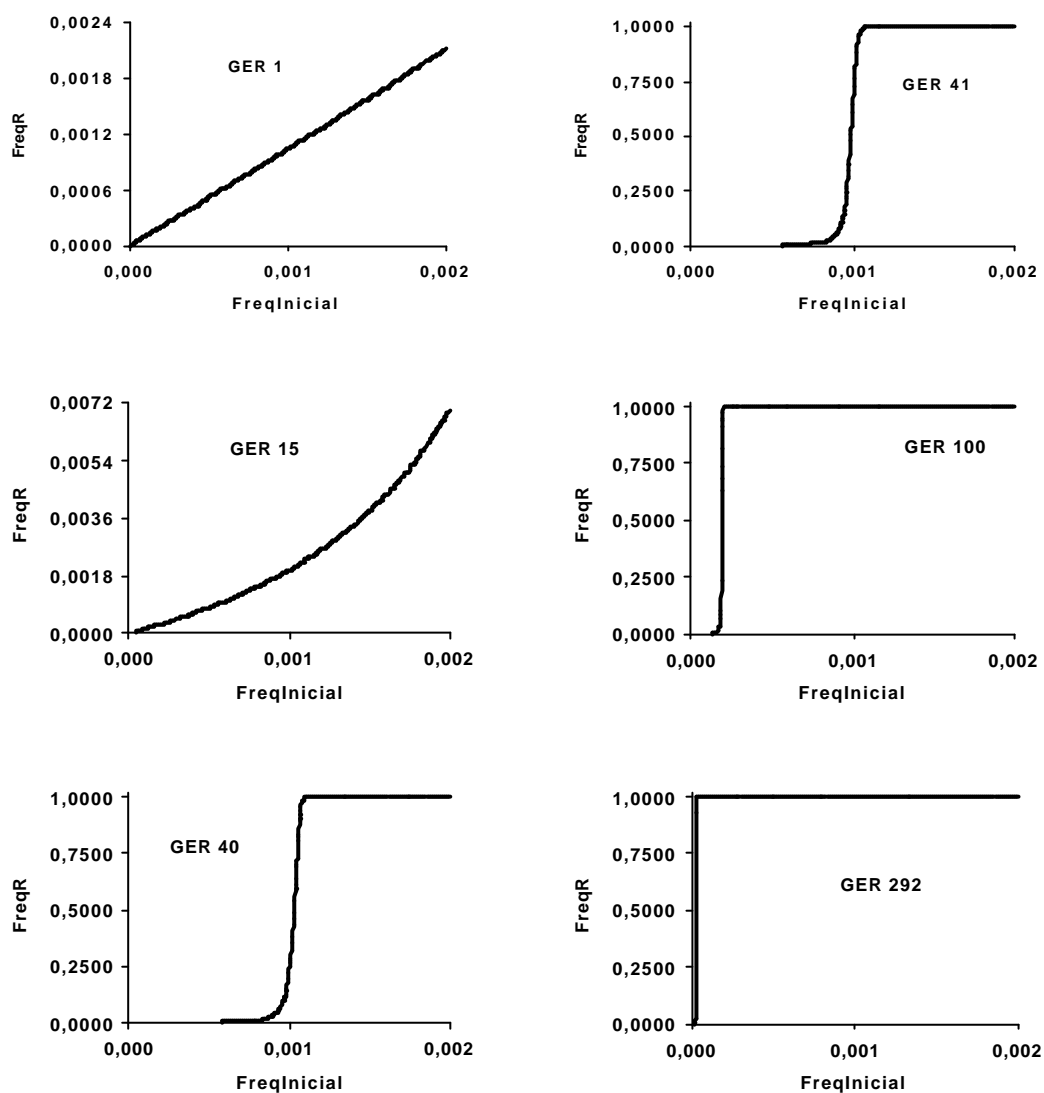 0,0024
0,0018
0,0012
0,0006
0,0000
FreqR
GER 1
0,000 0,001 0,002
FreqInicial
1,0000
0,7500
0,5000
0,2500
0,0000
FreqR
GER 41
0,000 0,001 0,002
FreqInicial
0,0072
0,0054
0,0036
0,0018
0,0000
FreqR
GER 15
0,000 0,001 0,002
FreqInicial
1,0000
0,7500
0,5000
0,2500
0,0000
FreqR
GER 100
0,000 0,001 0,002
FreqInicial
1,0000
0,7500
0,5000
0,2500
0,0000
FreqR
GER 40
0,000 0,001 0,002
FreqInicial
1,0000
0,7500
0,5000
0,2500
0,0000
FreqR
GER 292
0,000 0,001 0,002
FreqInicial